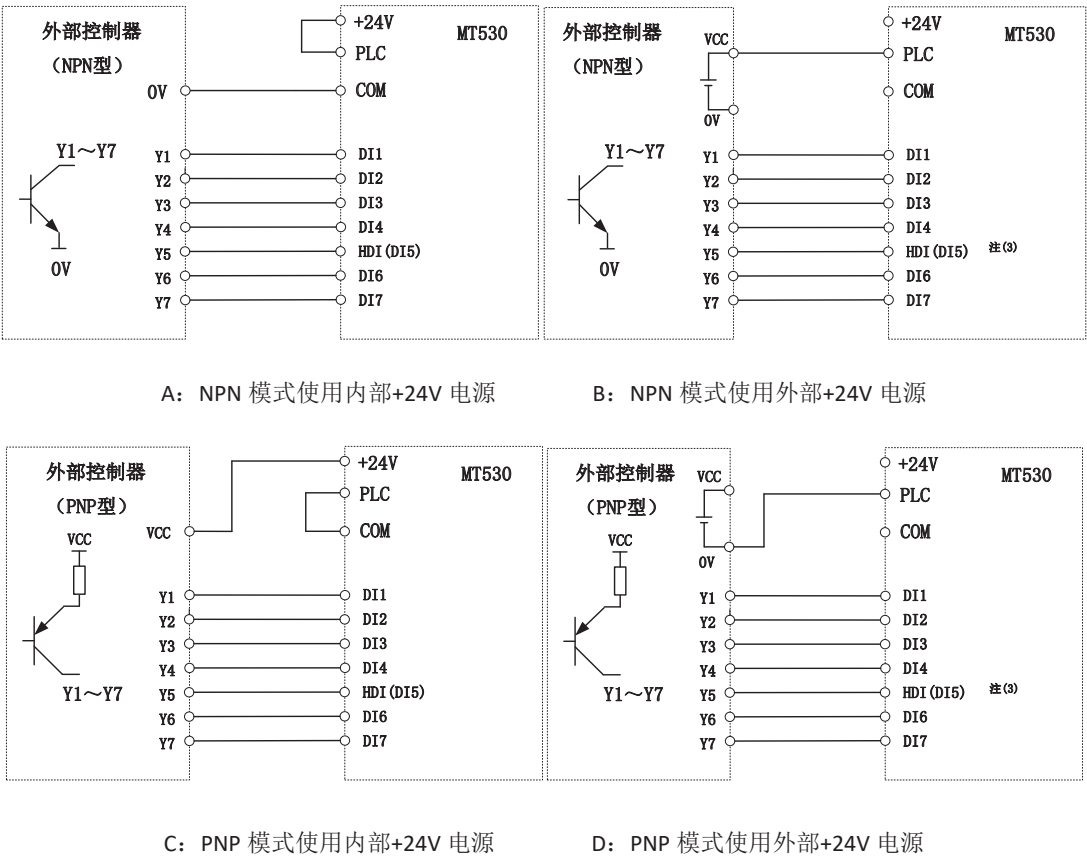 外部控制器
（NPN型）
0V
Y1～Y7
0V
Y1
Y2
Y3
Y4
Y5
Y6
Y7
+24V
PLC
COM
MT530
DI1
DI2
DI3
DI4
HDI(DI5)
DI6
DI7
外部控制器
（NPN型）
VCC
0V
Y1～Y7
0V
Y1
Y2
Y3
Y4
Y5
Y6
Y7
+24V
PLC
COM
MT530
DI1
DI2
DI3
DI4
HDI(DI5) 注(3)
DI6
DI7
A：NPN 模式使用内部+24V 电源
B：NPN 模式使用外部+24V 电源
外部控制器
（PNP型）
VCC
VCC
Y1～Y7
Y1
Y2
Y3
Y4
Y5
Y6
Y7
+24V
PLC
COM
MT530
DI1
DI2
DI3
DI4
HDI(DI5)
DI6
DI7
外部控制器
（PNP型）
VCC
VCC
0V
Y1～Y7
Y1
Y2
Y3
Y4
Y5
Y6
Y7
+24V
PLC
COM
MT530
DI1
DI2
DI3
DI4
HDI(DI5) 注(3)
DI6
DI7
C：PNP 模式使用内部+24V 电源
D：PNP 模式使用外部+24V 电源